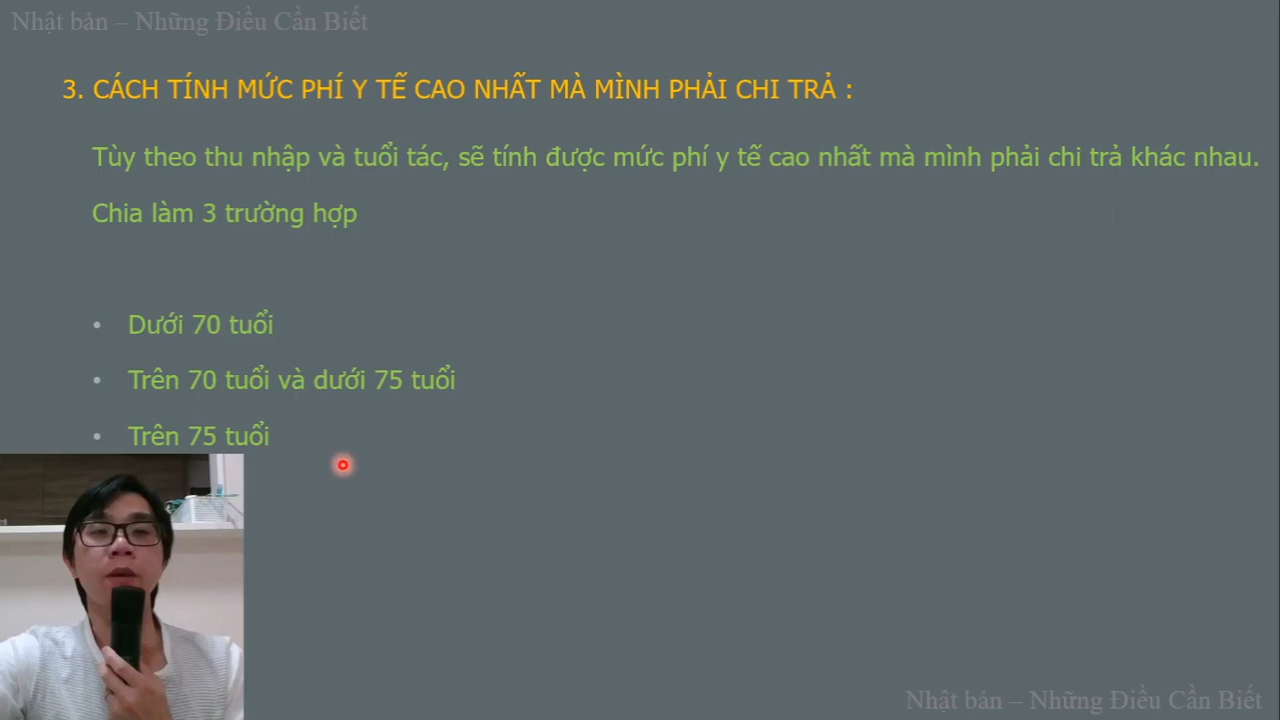 Nhật bản – Những Điều Cần Biết
3. CÁCH TÍNH MỨC PHÍ Y TẾ CAO NHẤT MÀ MÌNH PHẢI CHI TRẢ :
Tùy theo thu nhập và tuổi tác, sẽ tính được mức phí y tế cao nhất mà mình phải chi trả khác nhau.
Chia làm 3 trường hợp
• Dưới 70 tuổi
• Trên 70 tuổi và dưới 75 tuổi
• Trên 75 tuổi
Nhật bản – Những Điều Cần Biết